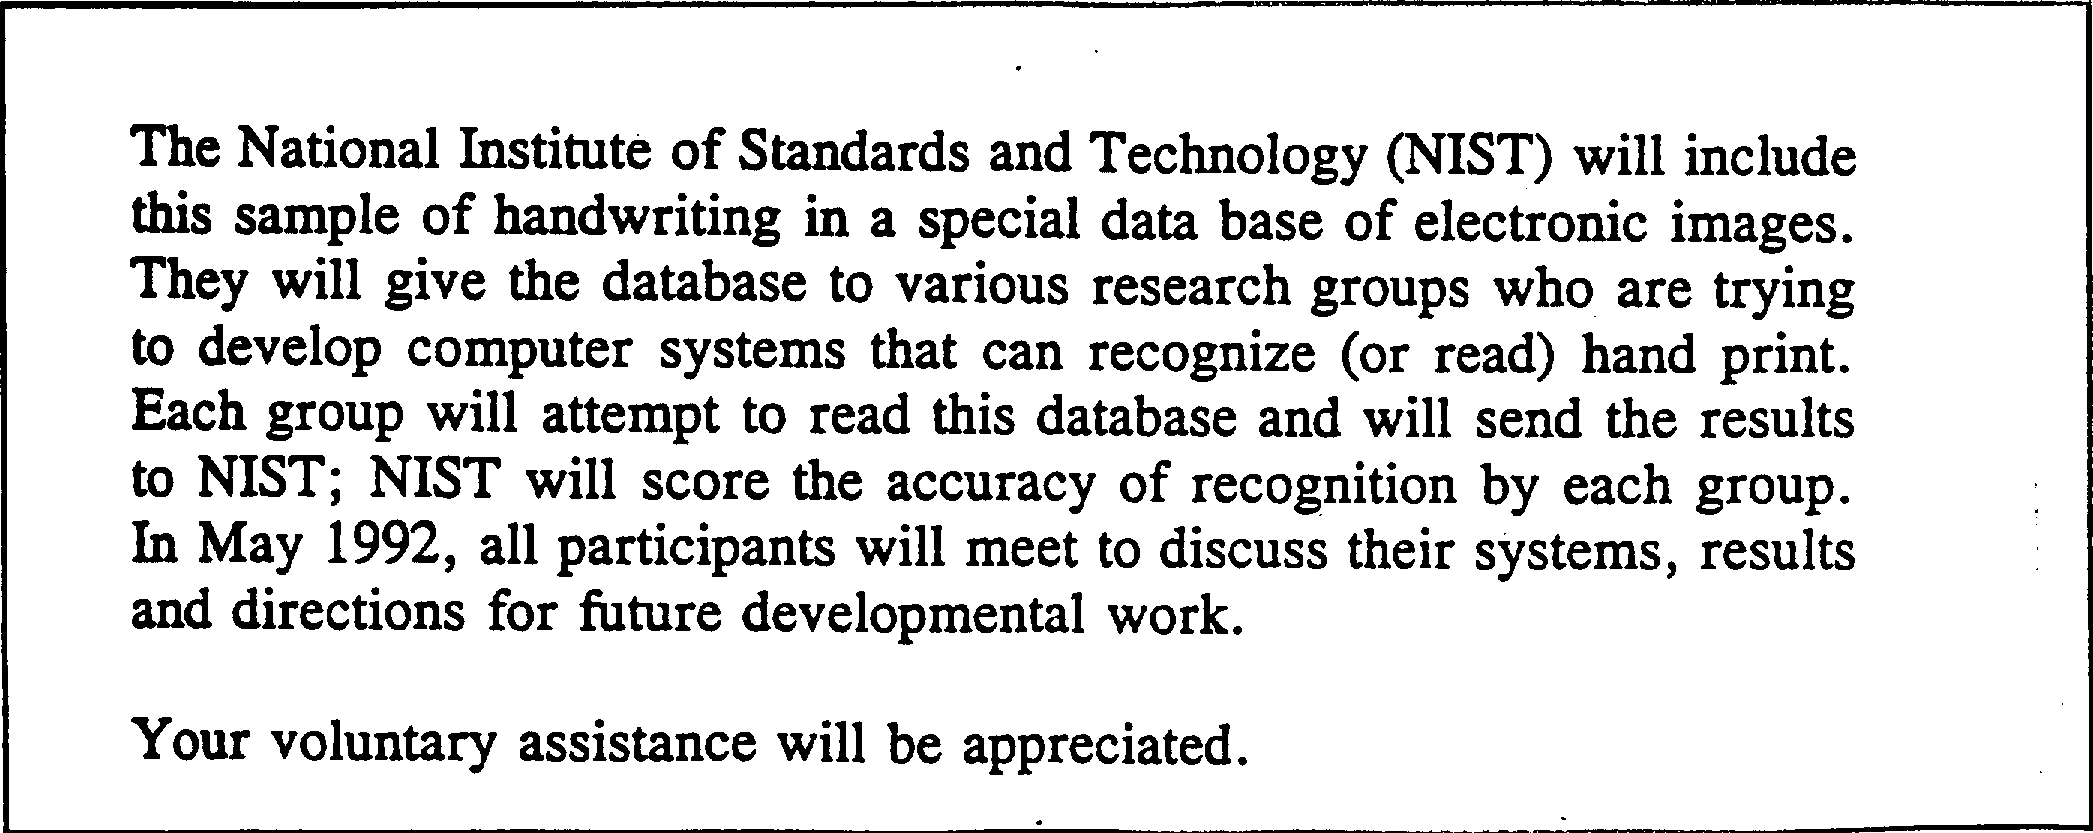 The National Institute of Standards and Technology (NIST) will include
this sample of handwriting in a special data base of electronic images.
They will give the database to various research groups who are trying
to develop computer systems that can recognize (or read) hand print.
Each group will attempt to read this database and will send the results
to NIST; NIST will score the accuracy of recognition by each group.
In May 1992, all participants will meet to discuss their systems, results
and directions for future developmental work.
Your voluntary assistance will be appreciated.